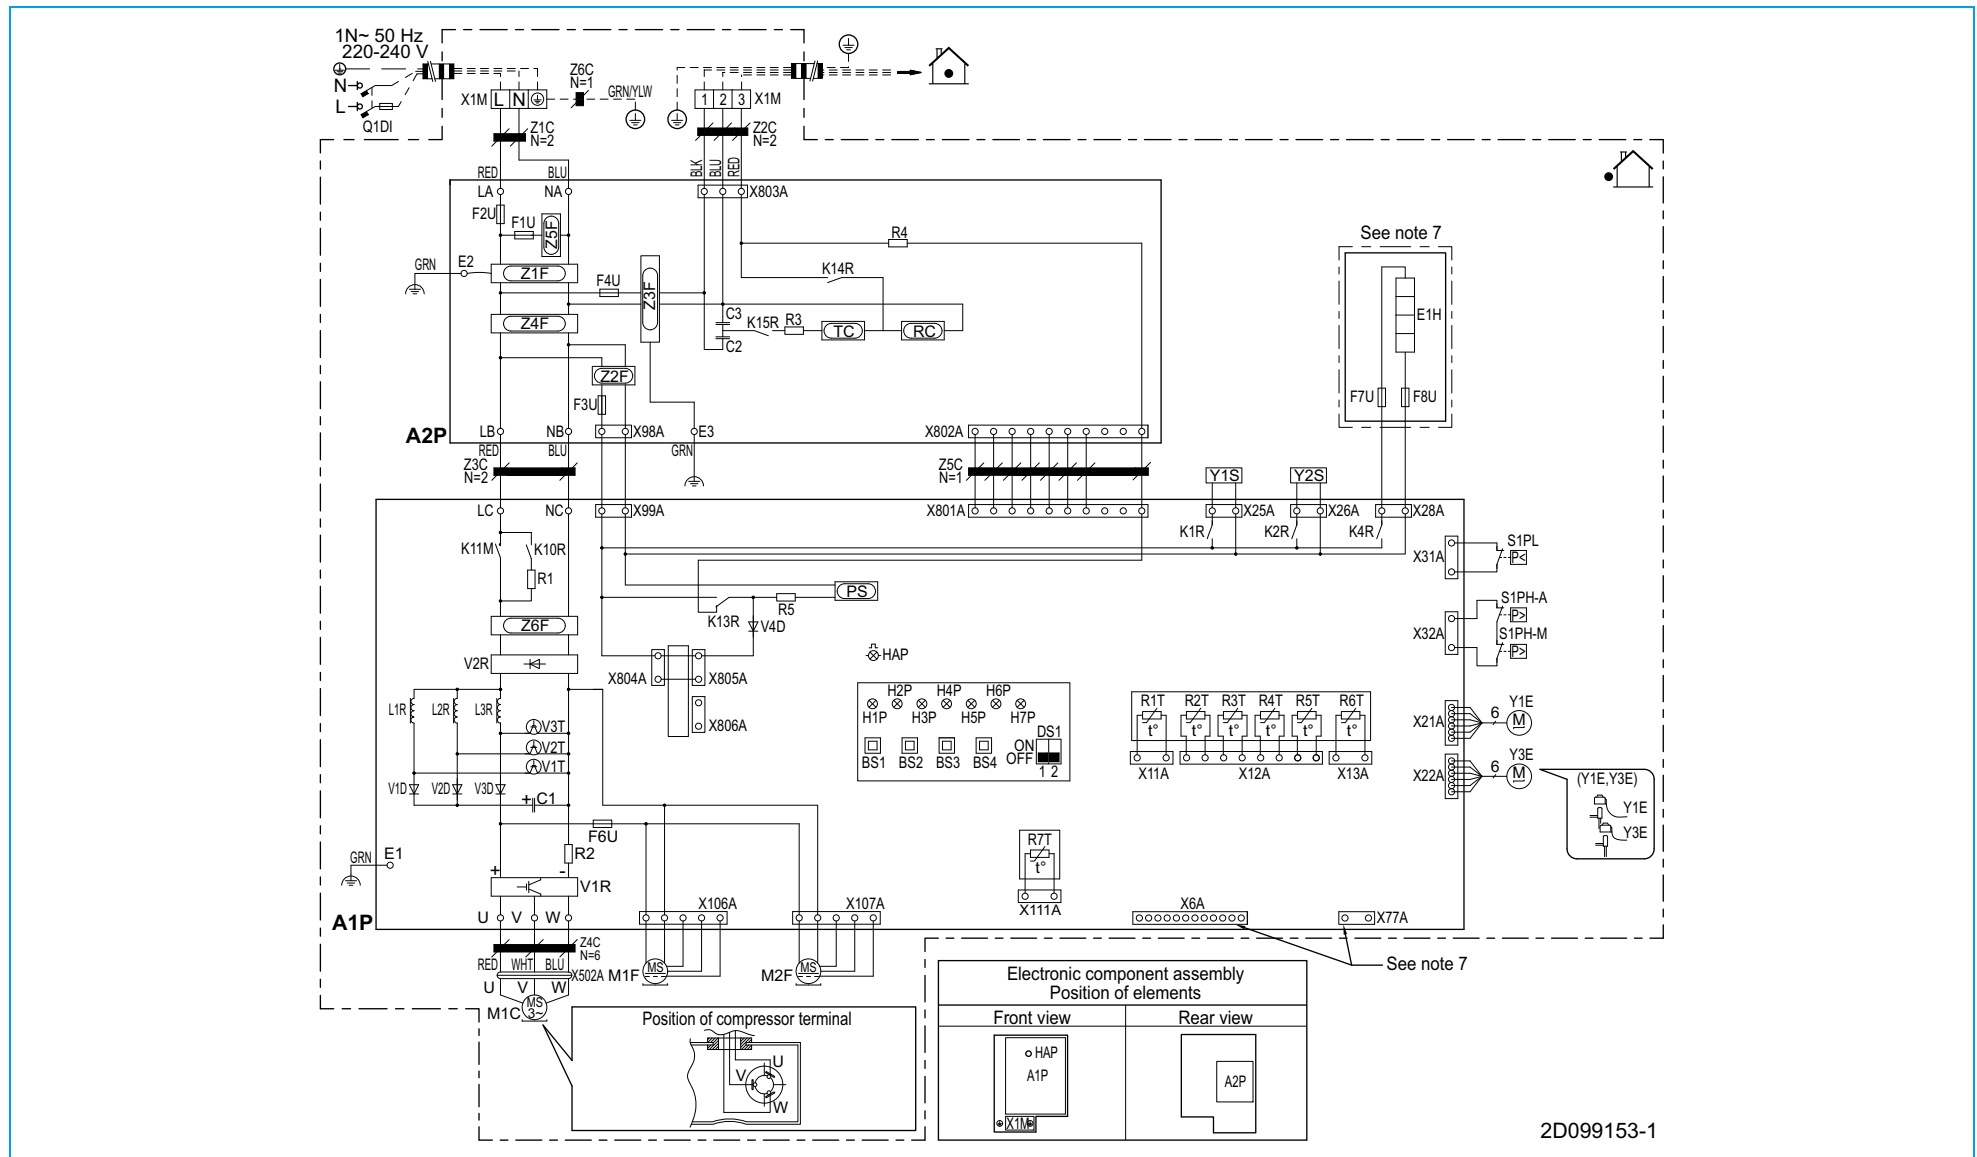 1N~ 50 Hz
220-240 V
N
L
Q1DI
X1M L N
Z6C
N=1
GRN/YLW
1 2 3 X1M
Z1C
N=2
Z2C
N=2
RED BLU
BLK BLU RED
LA NA
X803A
F2U
F1U
Z5F
R4
See note 7
GRN E2
Z1F
F4U
Z3F
K14R
Z4F
C3
K15R R3
TC RC
C2
E1H
Z2F
F3U
F7U F8U
A2P
LB NB X98A E3
X802A
RED BLU
GRN
Z3C
N=2
Z5C
N=1
Y1S Y2S
LC NC X99A
X801A
X25A X26A X28A
K1R K2R K4R
K11M K10R
R1
X31A S1PL
P<
PS
R5
K13R
V4D
Z6F
S1PH-A
P>
X32A
S1PH-M
P>
HAP
V2R
X804A X805A
X806A
L1R L2R L3R
V3T
V2T
V1T
H2P H4P H6P
H1P H3P H5P H7P
DS1
ON
OFF
1 2
BS1 BS2 BS3 BS4
R1T R2T R3T R4T R5T R6T
t° t° t° t° t° t°
X11A X12A X13A
X21A 6 M Y1E
X22A 6 M Y3E
(Y1E,Y3E)
Y1E
Y3E
V1D V2D V3D
+ C1
F6U
R2
GRN E1
+ -
V1R
R7T
t°
X111A
A1P
U V W
X106A X107A
X6A X77A
See note 7
Z4C
N=6
RED WHT BLU
X502A
U V W
M1C MS
3~
M1F MS
M2F MS
Position of compressor terminal
U
V
W
Electronic component assembly
Position of elements
Front view Rear view
HAP
A1P
X1M
A2P
2D099153-1